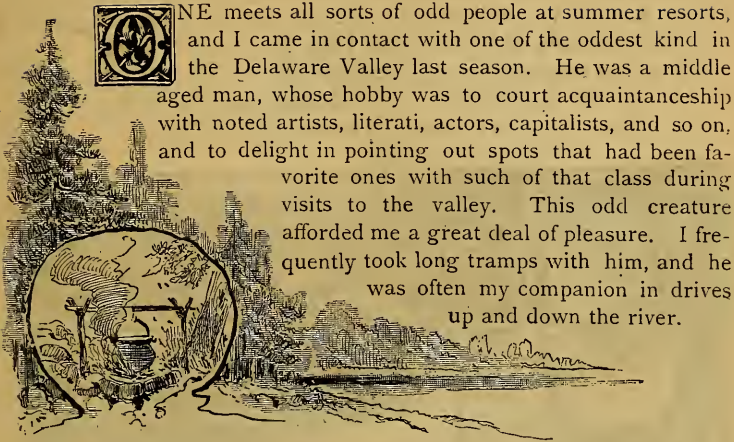 ONE meets all sorts of odd people at summer resorts,
and I came in contact with one of the oddest kind in
the Delaware Valley last season. He was a middle
aged man, whose hobby was to court acquaintanceship
with noted artists, literati, actors, capitalists, and so on,
and to delight in pointing out spots that had been fa-
vorite ones with such of that class during
visits to the valley. This odd creature
afforded me a great deal of pleasure. I fre-
quently took long tramps with him, and he
was often my companion in drives
up and down the river.